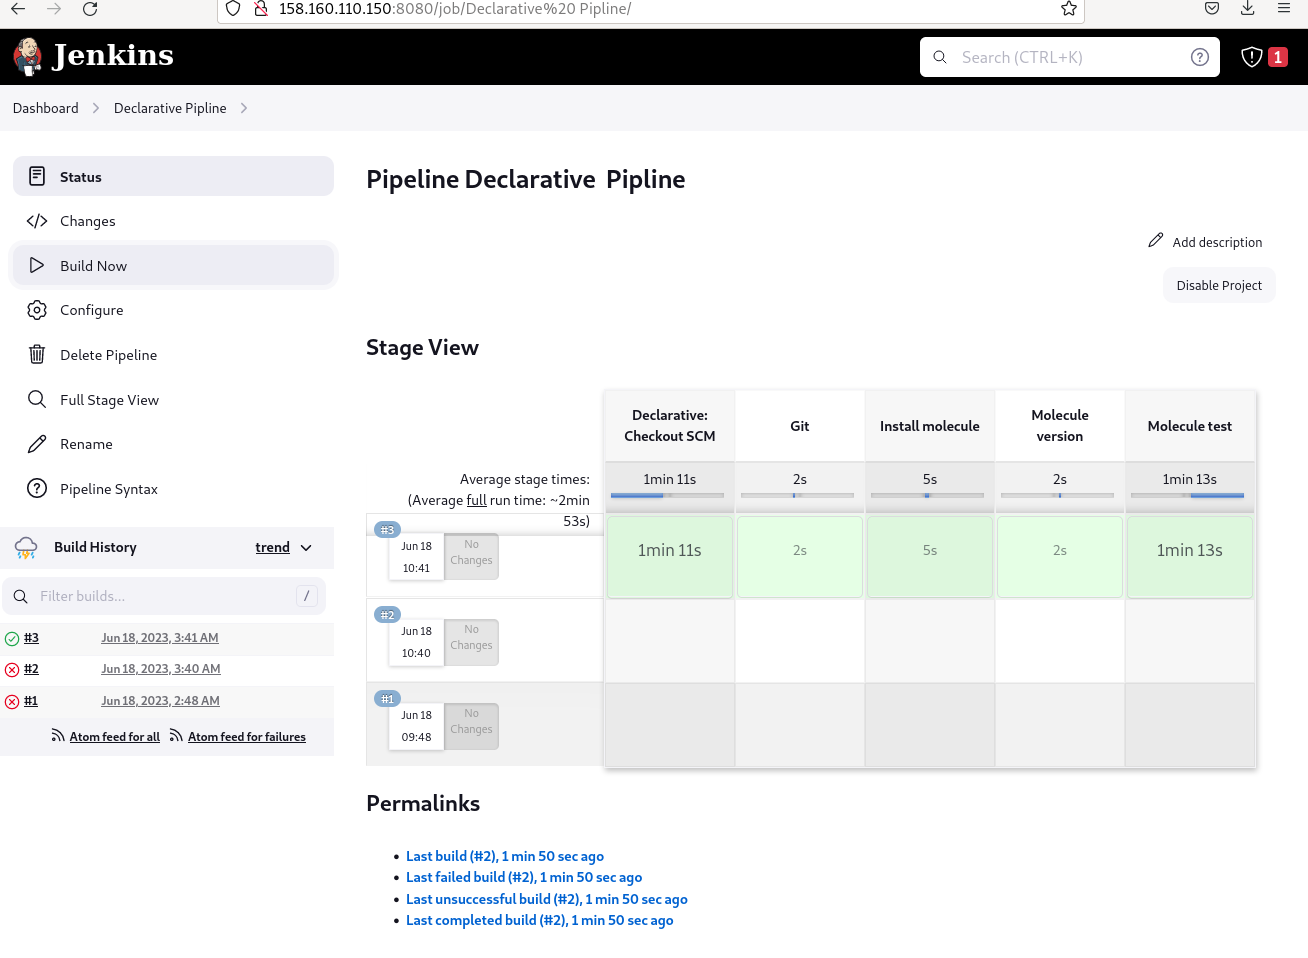 158.160.110.150:8080/job/Declarative%20 Pipline/
Jenkins
Search (CTRL+K)
1
Dashboard
Declarative Pipline
Status
Changes
Build Now
Configure
Delete Pipeline
Full Stage View
Rename
Pipeline Syntax
Build History
trend
Filter builds...
/
#3 Jun 18, 2023, 3:41 AM
#2 Jun 18, 2023, 3:40 AM
#1 Jun 18, 2023, 2:48 AM
Atom feed for all Atom feed for failures
Pipeline Declarative  Pipline
Add description
Disable Project
Stage View
Declarative:
Checkout SCM
Git
Install molecule
Molecule
version
Molecule test
Average stage times:
(Average full run time: ~2min
53s)
1min 11s
2s
5s
2s
1min 13s
#3
Jun 18
10:41
No
Changes
1min 11s
2s
5s
2s
1min 13s
#2
Jun 18
10:40
No
Changes
#1
Jun 18
09:48
No
Changes
Permalinks
Last build (#2), 1 min 50 sec ago
Last failed build (#2), 1 min 50 sec ago
Last unsuccessful build (#2), 1 min 50 sec ago
Last completed build (#2), 1 min 50 sec ago